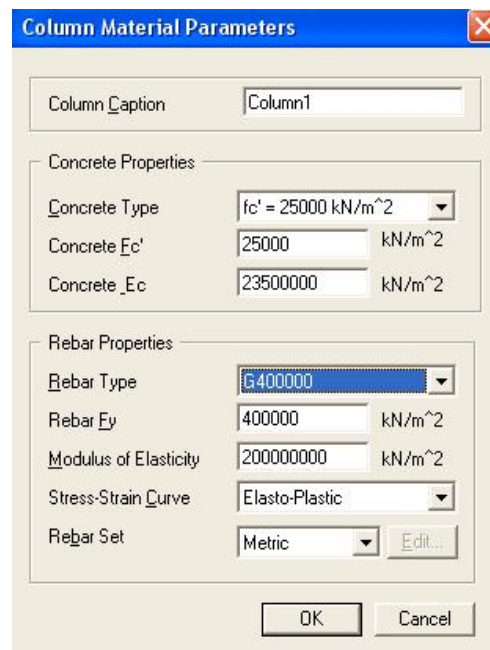 Column Material Parameters
Column Caption Column1
Concrete Properties
Concrete Type fc' = 25000 kN/m^2
Concrete Fc' 25000 kN/m^2
Concrete _Ec 23500000 kN/m^2
Rebar Properties
Rebar Type G400000
Rebar Fy 400000 kN/m^2
Modulus of Elasticity 200000000 kN/m^2
Stress-Strain Curve Elasto-Plastic
Rebar Set Metric Edit...
OK Cancel